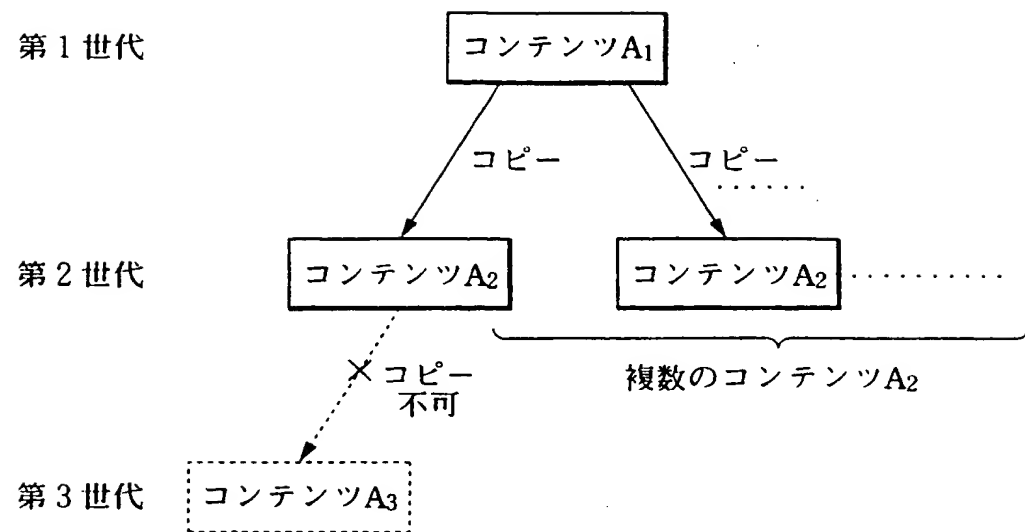 第1世代
コンテンツA1
コピー
コピー
......
第2世代
コンテンツA2
コンテンツA2
..........
×コピー
不可
複数のコンテンツA2
第3世代
コンテンツA3